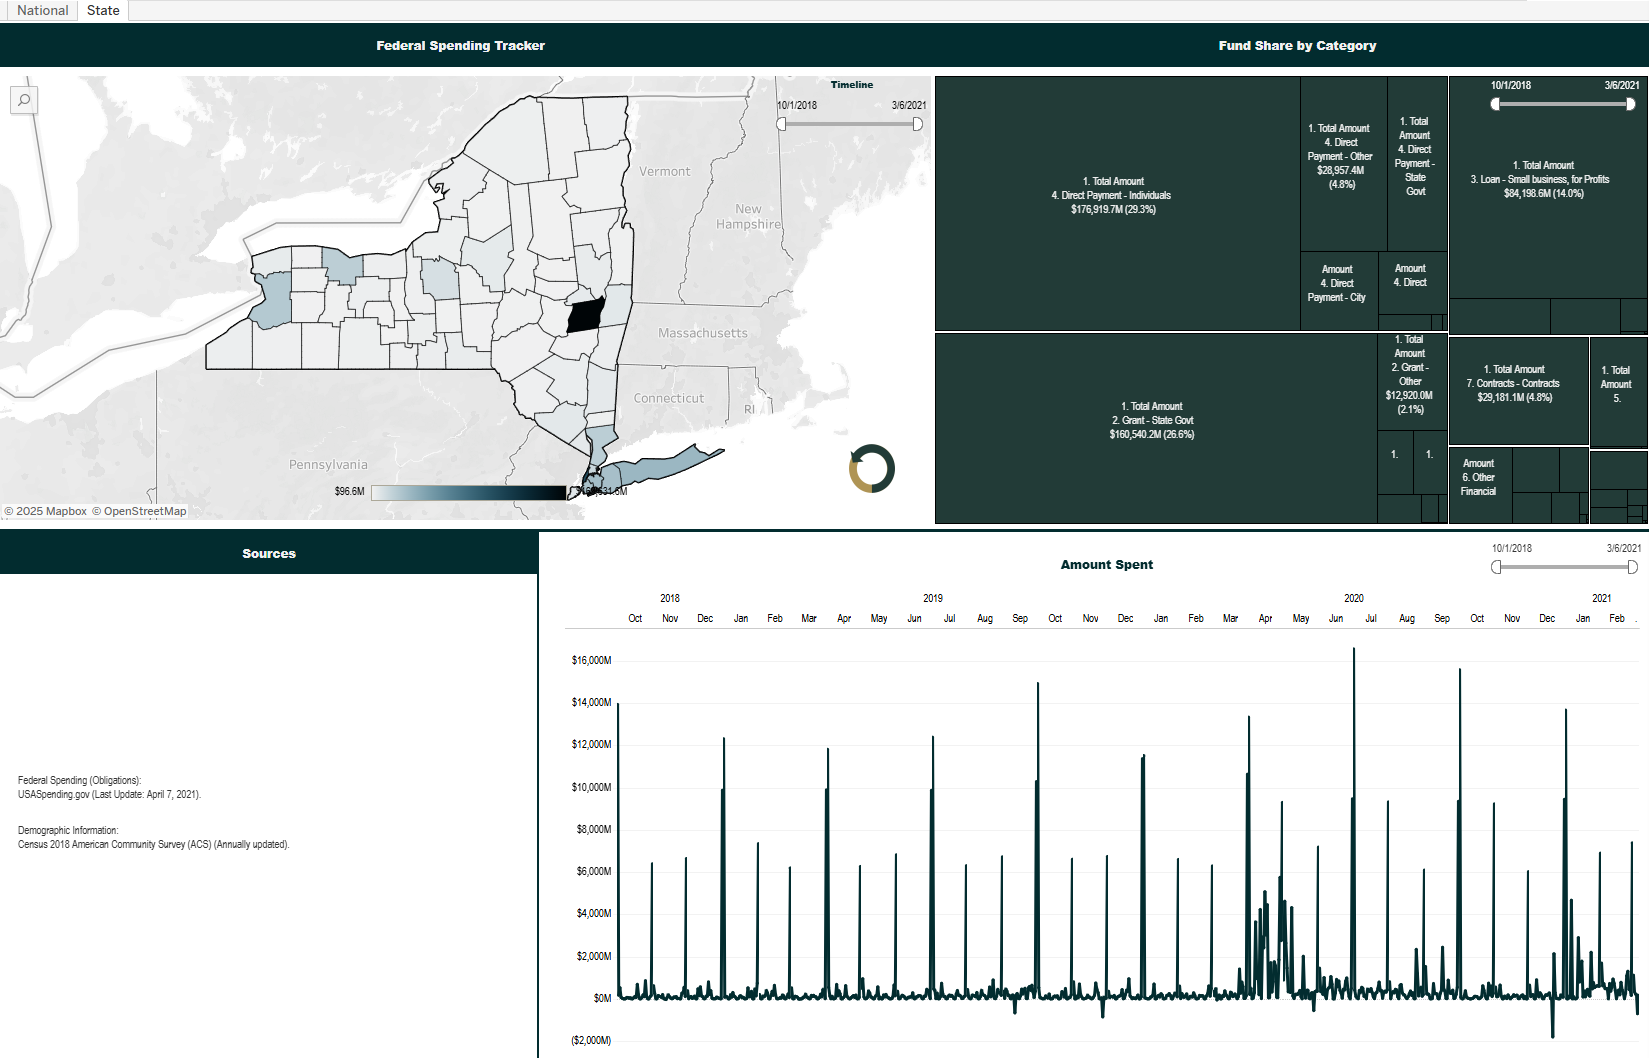 National
State
Federal Spending Tracker
Fund Share by Category
Timeline
10/1/2018
3/6/2021
Vermont
New
Hampshire
Massachusetts
Connecticut
RI
Pennsylvania
$96.6M
© 2025 Mapbox © OpenStreetMap
1. Total Amount
4. Direct Payment - Individuals
$176,919.7M (29.3%)
1. Total Amount
4. Direct
Payment - Other
$28,957.4M
(4.8%)
1. Total
Amount
4. Direct
Payment -
State
Govt
Amount
4. Direct
Payment - City
Amount
4. Direct
10/1/2018
3/6/2021
1. Total Amount
3. Loan - Small business, for Profits
$84,198.6M (14.0%)
1. Total Amount
2. Grant - State Govt
$160,540.2M (26.6%)
1. Total
Amount
2. Grant -
Other
$12,920.0M
(2.1%)
1.
1.
1. Total Amount
7. Contracts - Contracts
$29,181.1M (4.8%)
1. Total
Amount
5.
Amount
6. Other
Financial
Sources
Federal Spending (Obligations):
USASpending.gov (Last Update: April 7, 2021).
Demographic Information:
Census 2018 American Community Survey (ACS) (Annually updated).
Amount Spent
10/1/2018
3/6/2021
2018
2019
2020
2021
Oct Nov Dec Jan Feb Mar Apr May Jun Jul Aug Sep Oct Nov Dec Jan Feb Mar Apr May Jun Jul Aug Sep Oct Nov Dec Jan Feb .
$16,000M
$14,000M
$12,000M
$10,000M
$8,000M
$6,000M
$4,000M
$2,000M
$0M
($2,000M)